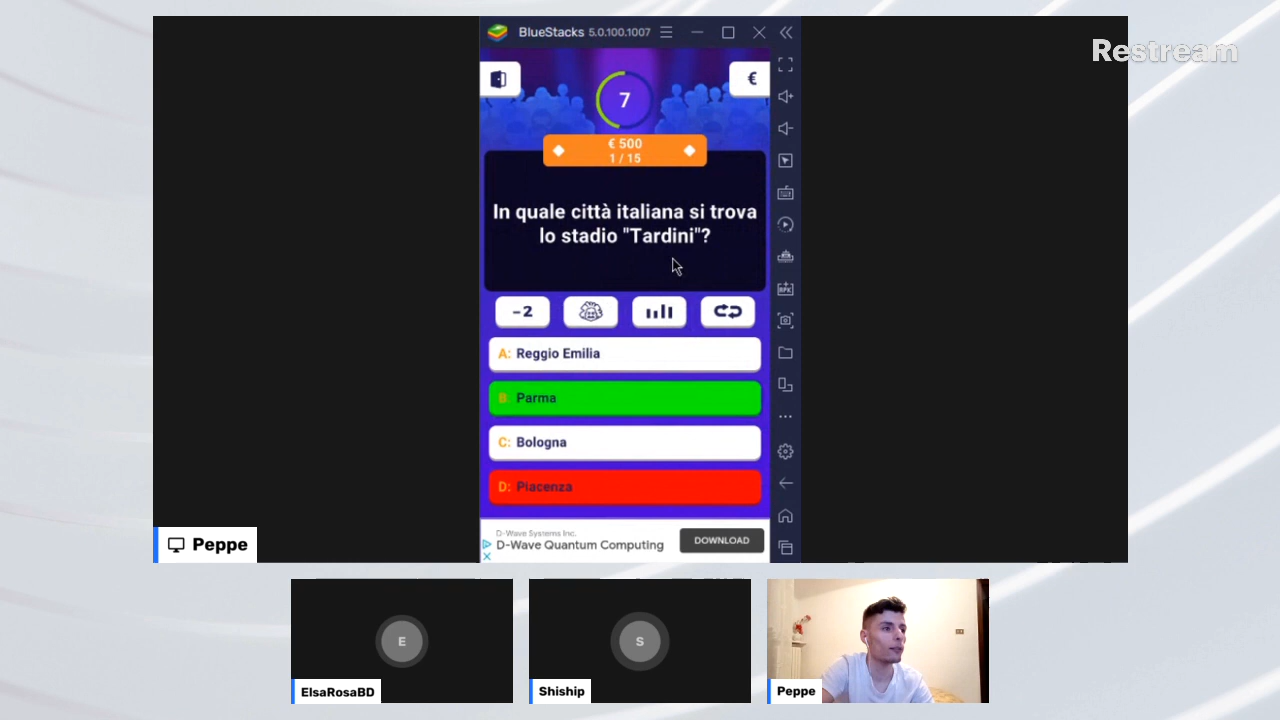 BlueStacks 5.0.100.1007
Restream
€
7
€ 500
1 / 15
In quale città italiana si trova
lo stadio "Tardini"?
-2
A: Reggio Emilia
B: Parma
C: Bologna
D: Piacenza
D-Wave Systems Inc.
D-Wave Quantum Computing
DOWNLOAD
Peppe
E
S
ElsaRosaBD
Shiship
Peppe